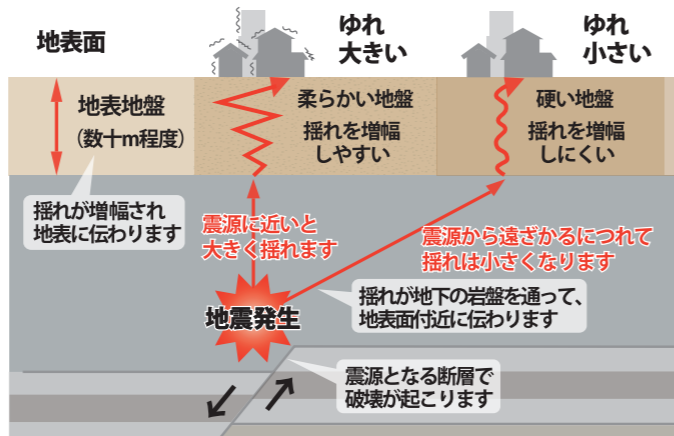 地表面
ゆれ
大きい
ゆれ
小さい
地表地盤
（数十m程度）
柔らかい地盤
揺れを増幅
しやすい
硬い地盤
揺れを増幅
しにくい
揺れが増幅され
地表に伝わります
震源に近いと
大きく揺れます
震源から遠ざかるにつれて
揺れは小さくなります
地震発生
揺れが地下の岩盤を通って、
地表面付近に伝わります
震源となる断層で
破壊が起こります